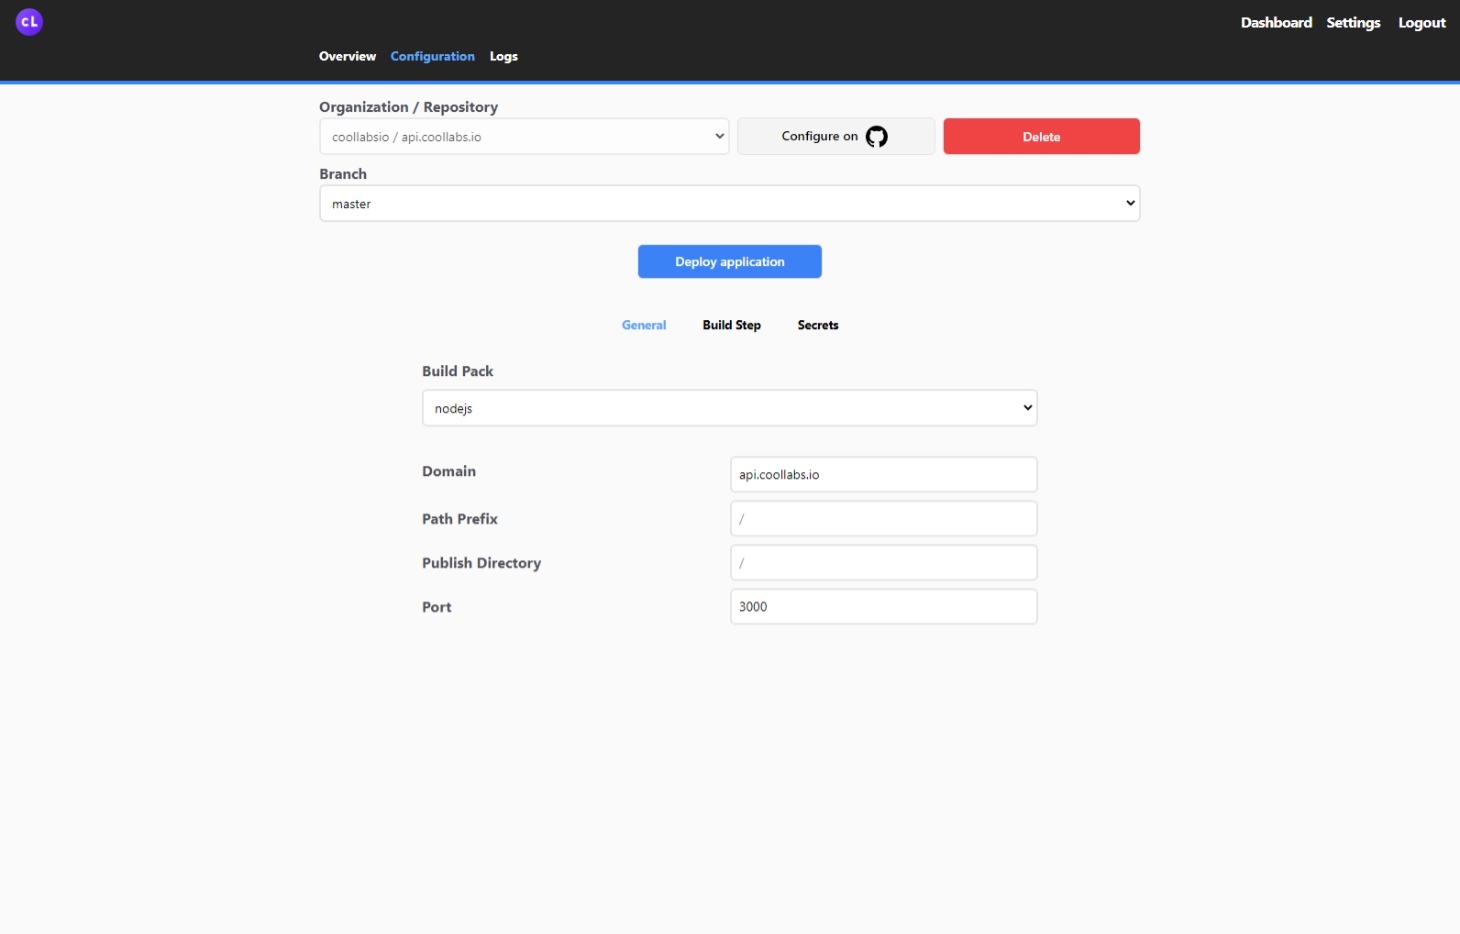 cL
Dashboard Settings Logout
Overview Configuration Logs
Organization / Repository
coollabsio / api.coollabs.io
Configure on
Delete
Branch
master
Deploy application
General Build Step Secrets
Build Pack
nodejs
Domain api.coollabs.io
Path Prefix /
Publish Directory /
Port 3000